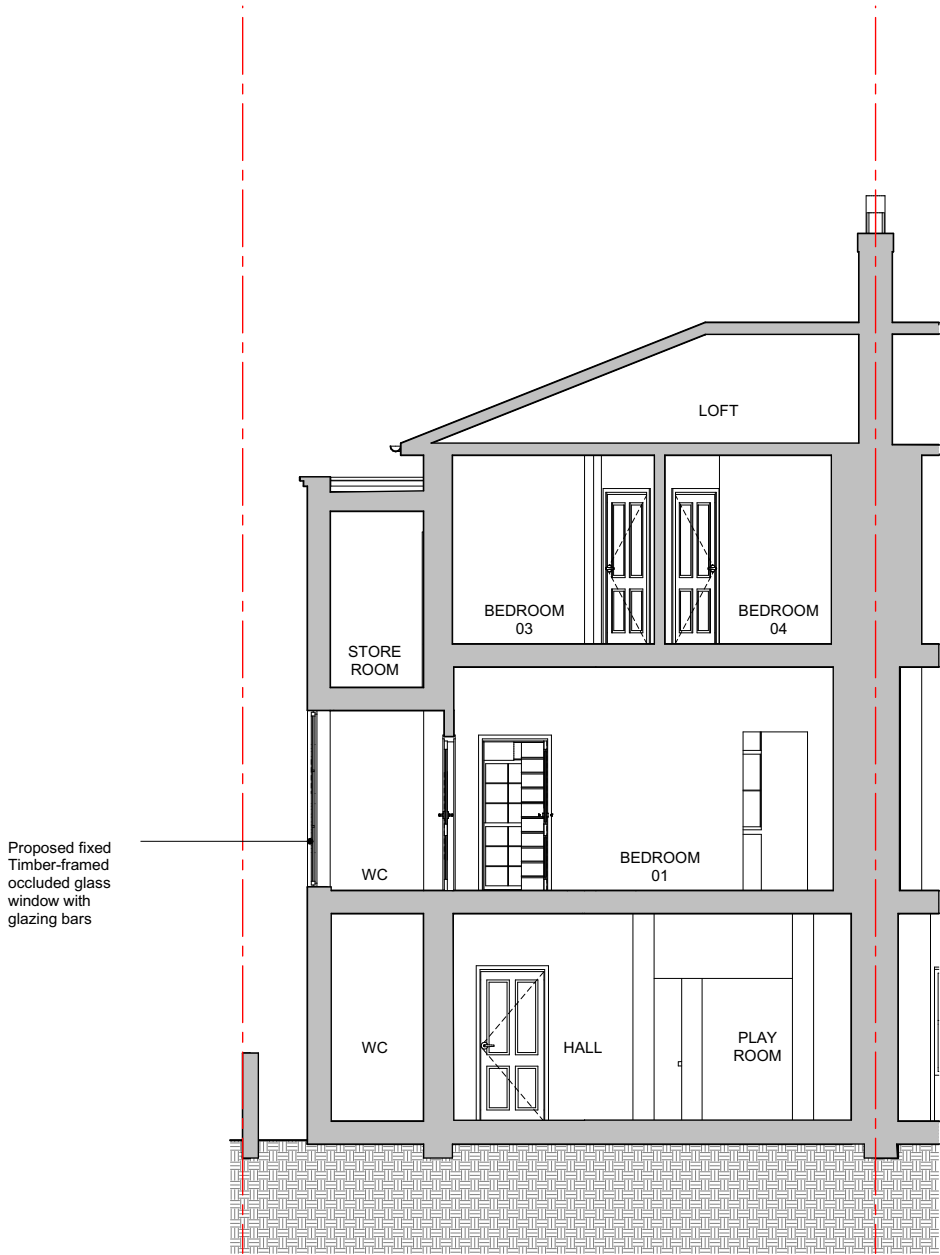 LOFT
BEDROOM
03
BEDROOM
04
STORE
ROOM
Proposed fixed
Timber-framed
occluded glass
window with
glazing bars
WC
BEDROOM
01
WC
HALL
PLAY
ROOM